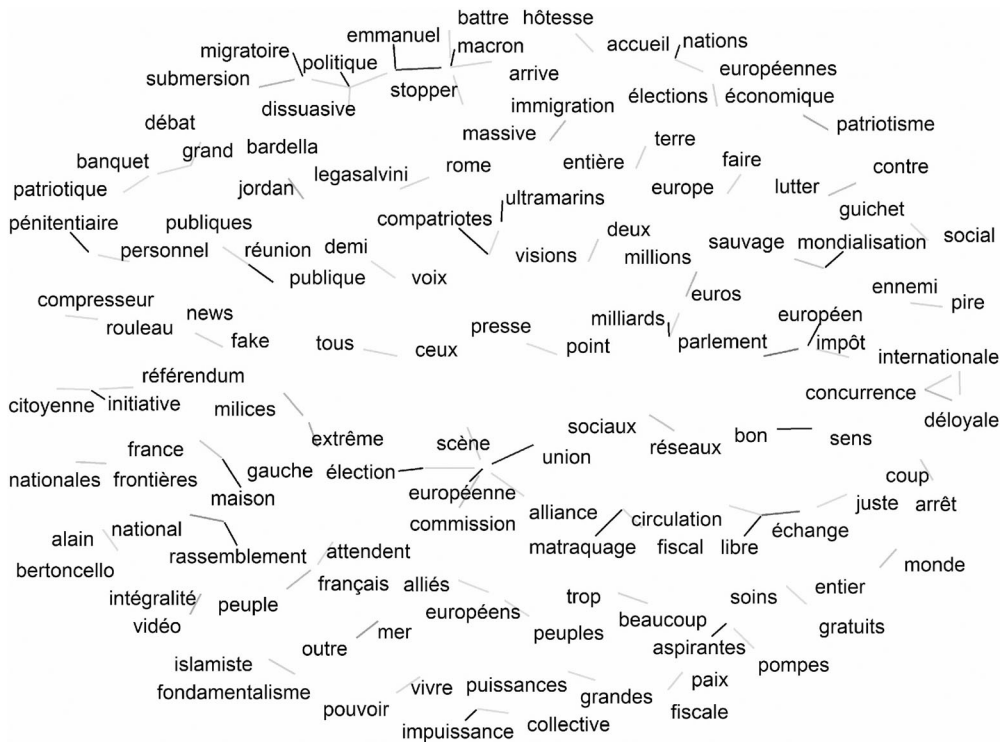 battre hôtesse
emmanuel
migratoire politique macron accueil nations
submersion stopper arrive européennes
dissuasive immigration élections économique
débat massive terre patriotisme
banquet grand bardella legasalvini rome entière faire contre
patriotique jordan ultramarins europe lutter
pénitentiaire publiques compatriotes deux guichet
personnel réunion demi visions millions sauvage mondialisation social
publique voix euros ennemi
compresseur news presse milliards européen pire
rouleau fake tous ceux point parlement impôt
internationale
référendum concurrence
citoyenne initiative milices déloyale
france extrême scène sociaux bon sens
nationales frontières gauche élection union réseaux
maison européenne coup
national commission alliance circulation juste arrêt
alain rassemblement attendent matraquage fiscal libre échange
bertoncello français alliés monde
intégralité peuple européens trop soins entier
vidéo mer peuples beaucoup gratuits
outre aspirantes
islamiste pompes
fondamentalisme vivre puissances grandes paix
pouvoir impuissance collective fiscale